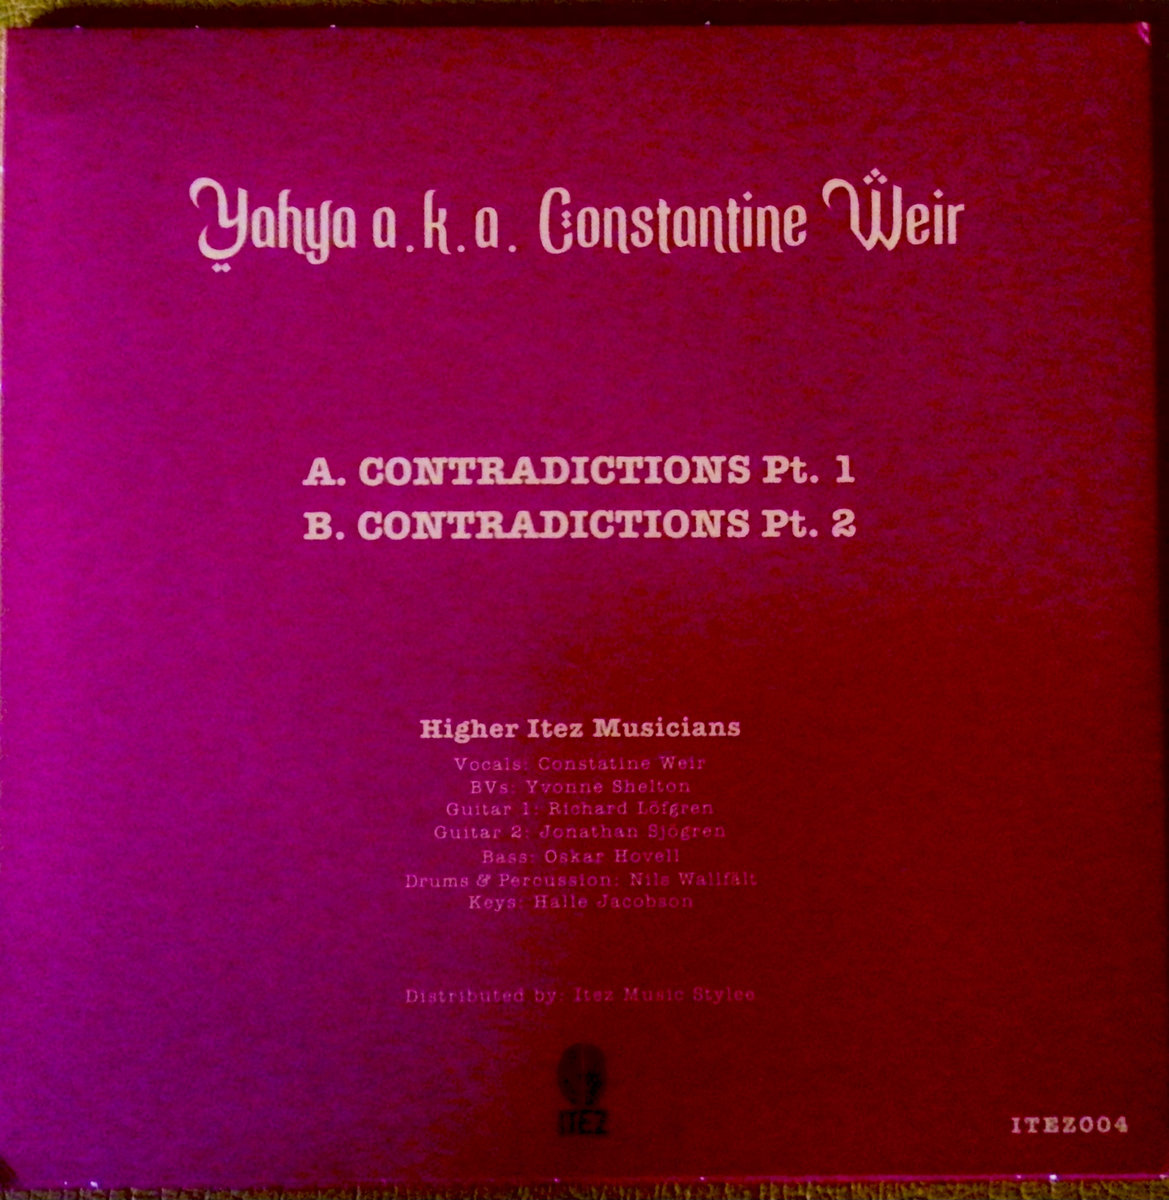 Yahya a.k.a. Constantine Weir
A. CONTRADICTIONS Pt. 1
B. CONTRADICTIONS Pt. 2
Higher Itez Musicians
Vocals: Constatine Weir
BVs: Yvonne Shelton
Guitar 1: Richard Löfgren
Guitar 2: Jonathan Sjögren
Bass: Oskar Hovell
Drums & Percussion: Nils Wallfält
Keys: Halle Jacobson
Distributed by: Itez Music Stylee
ITEZ
ITEZ004